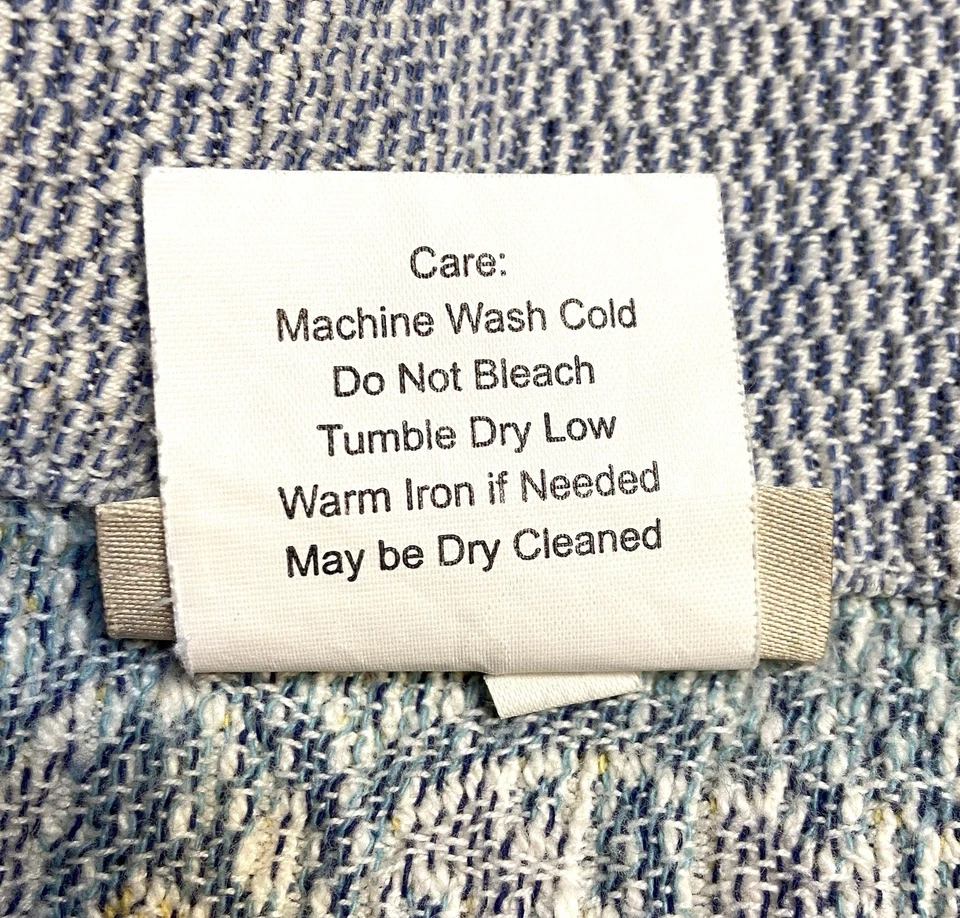 Care:
Machine Wash Cold
Do Not Bleach
Tumble Dry Low
Warm Iron if Needed
May be Dry Cleaned